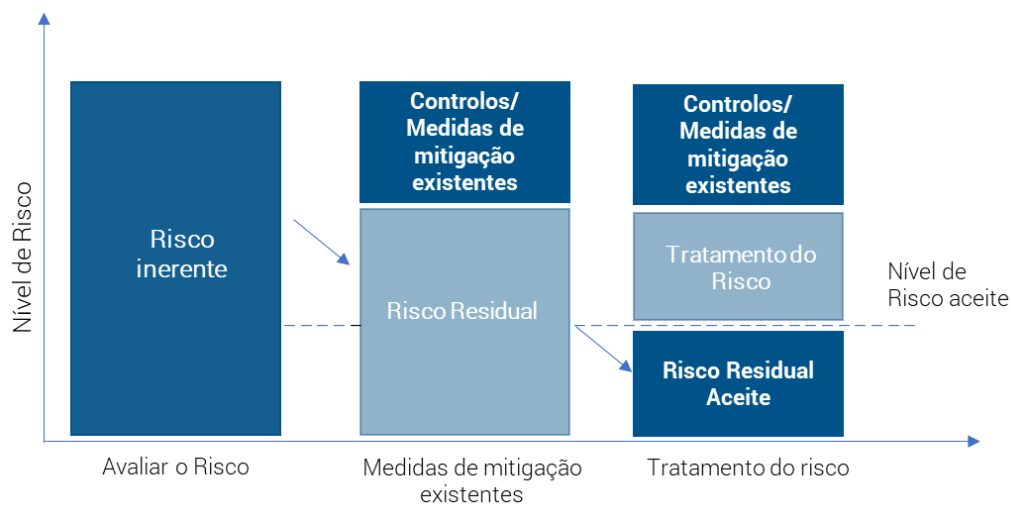 Nível de Risco
Risco
inerente
Controlos/
Medidas de
mitigação
existentes
Risco Residual
Controlos/
Medidas de
mitigação
existentes
Tratamento do
Risco
Risco Residual
Aceite
Nível de
Risco aceite
Avaliar o Risco
Medidas de mitigação
existentes
Tratamento do risco